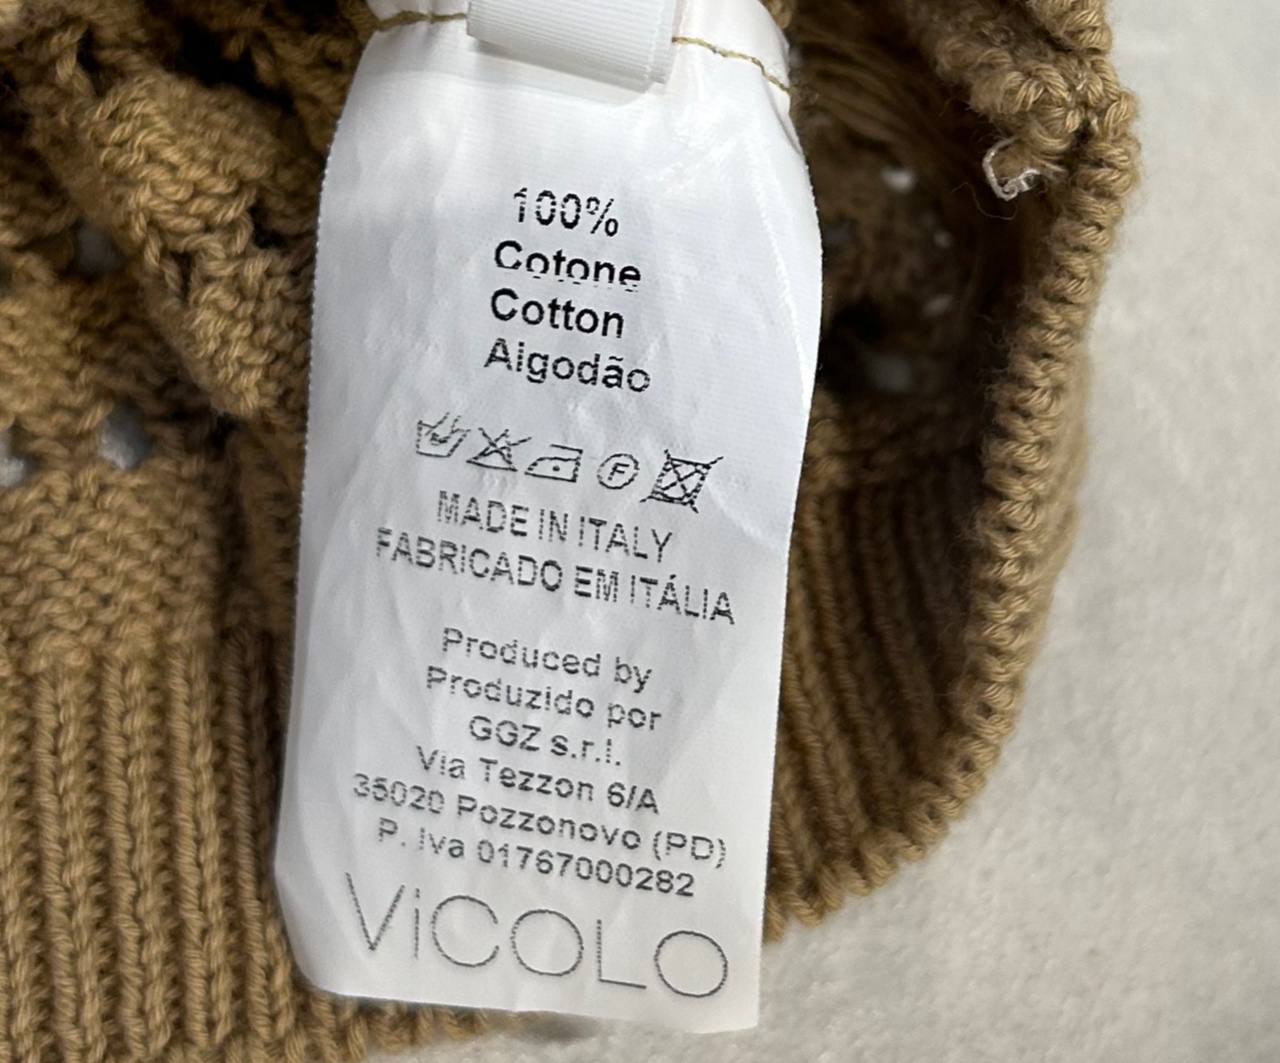 100%
Cotone
Cotton
Algodão
F
MADE IN ITALY
FABRICADO EM ITÁLIA
Produced by
Produzido por
GGZ s.r.l.
Via Tezzon 6/A
35020 Pozzonovo (PD)
P. Iva 01767000282
ViCOLO